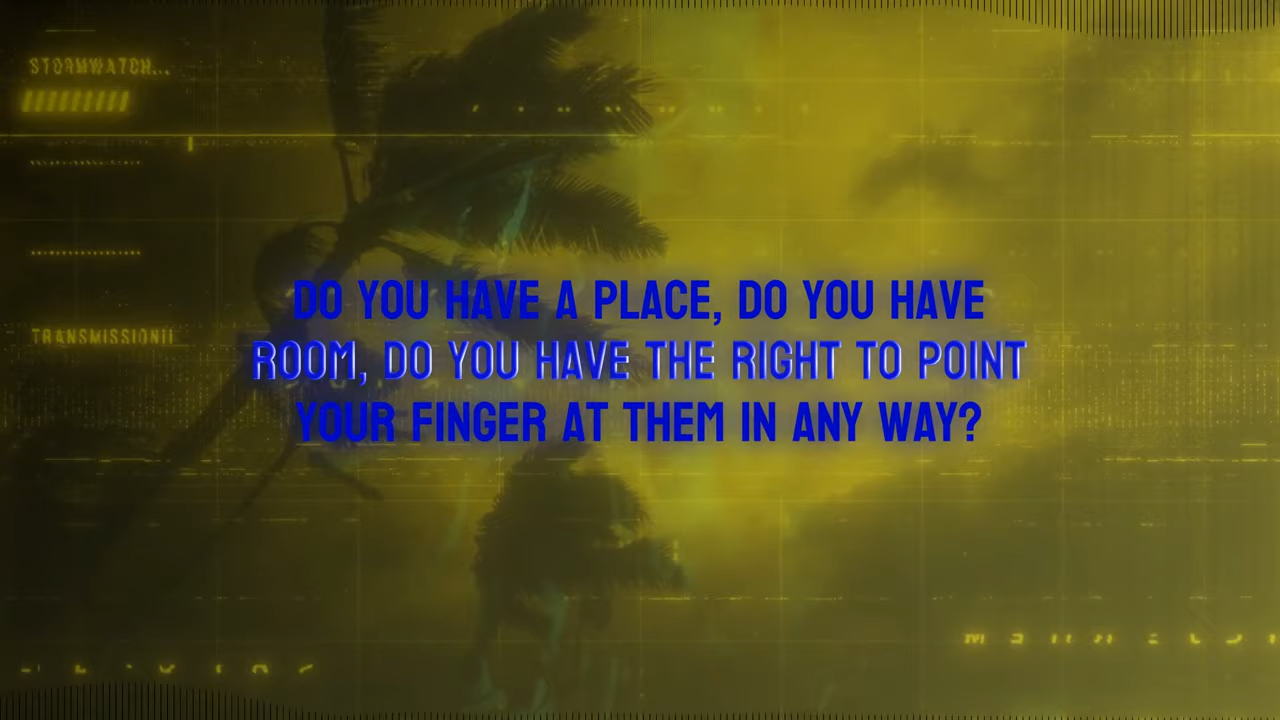 STORMWATCH...
TRANSMISSION
DO YOU HAVE A PLACE, DO YOU HAVE
ROOM, DO YOU HAVE THE RIGHT TO POINT
YOUR FINGER AT THEM IN ANY WAY?